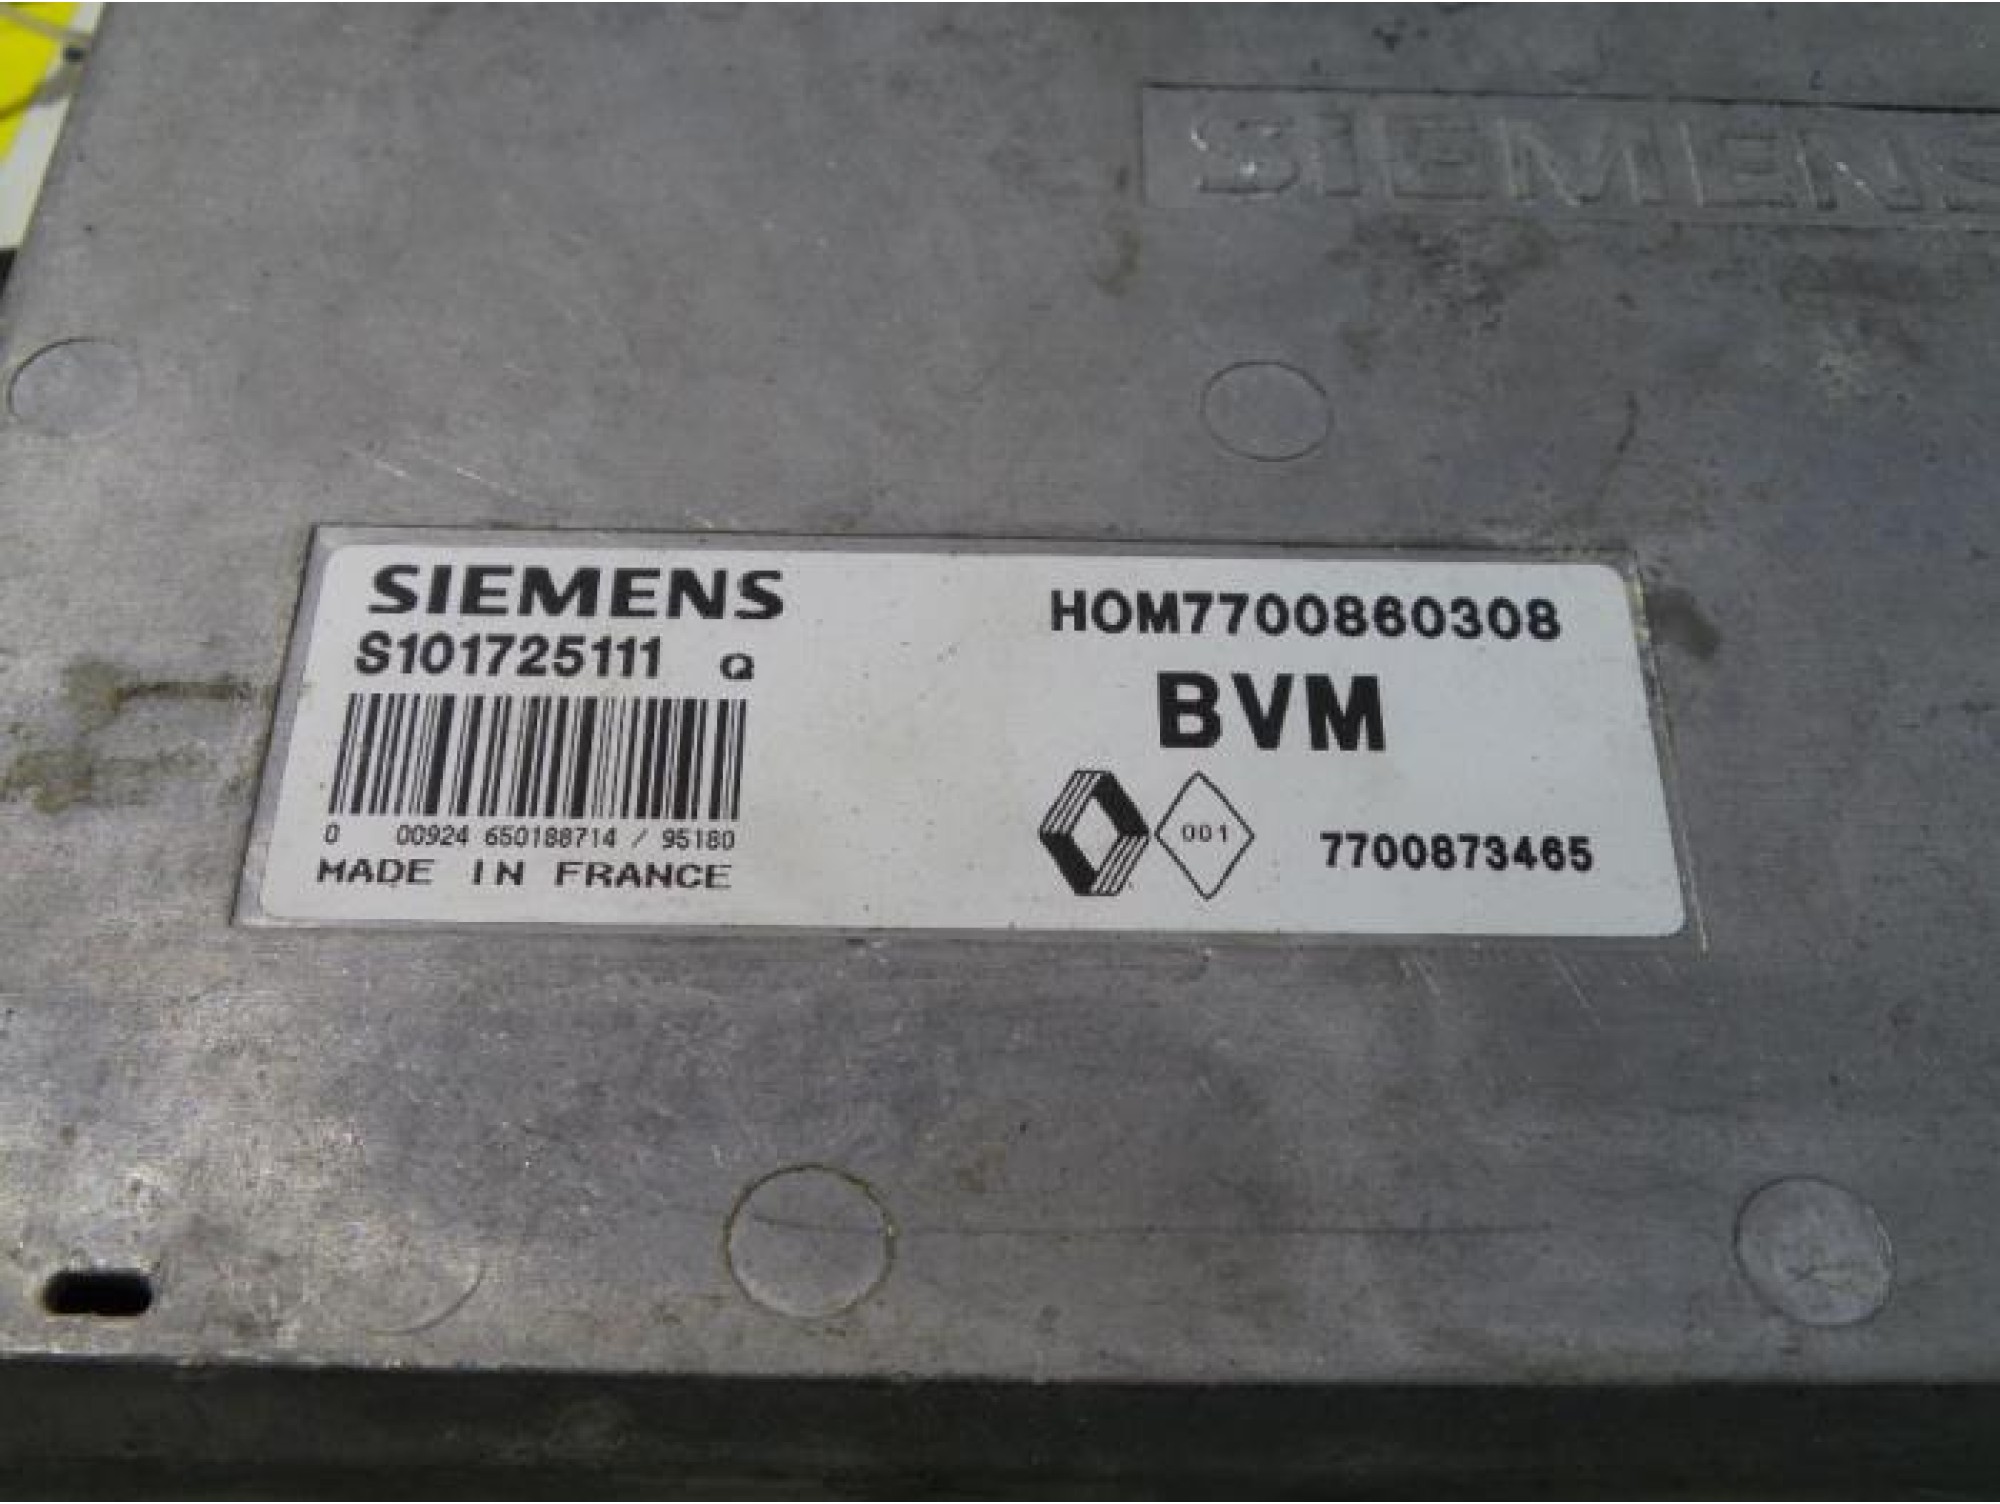 SIEMENS
SIEMENS
S101725111 Q
0 00924 650188714 / 95180
MADE IN FRANCE
HOM7700860308
BVM
001
7700873465